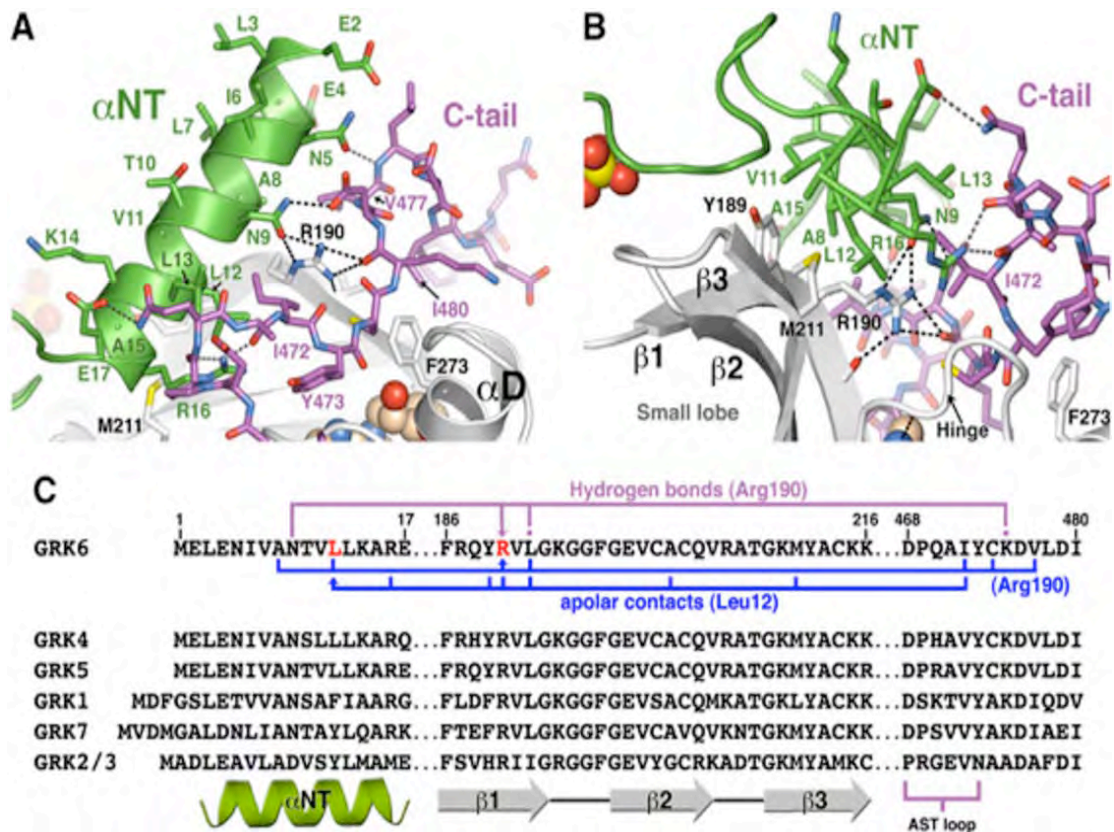 A
L3
E2
αNT
I6
E4
C-tail
L7
N5
T10
A8
V477
V11
N9
R190
K14
L13
L12
I480
A15
I472
F273
E17
αD
R16
Y473
M211
B
αNT
C-tail
V11
L13
Y189
A15
N9
A8
R16
L12
β3
I472
M211
R190
β1
β2
Small lobe
Hinge
F273
C
Hydrogen bonds (Arg190)
1 17 186 216 468 480
GRK6 MELENIVANTVLLKARE...FRQYRVLGKGGFGEVCACQVRATGKMYACKK...DPQAIYCKDVLDI
(Arg190)
apolar contacts (Leu12)
GRK4 MELENIVANSLLLKARQ...FRHYRVLGKGGFGEVCACQVRATGKMYACKK...DPHAVYCKDVLDI
GRK5 MELENIVANTVLLKARE...FRQYRVLGKGGFGEVCACQVRATGKMYACKR...DPRAVYCKDVLDI
GRK1 MDFGSLETVVANSAFIAARG...FLDFRVLGRGGFGEVSACQMKATGKLYACKK...DSKTVYAKDIQDV
GRK7 MVDMGALDNLIANTAYLQARK...FTEFRVLGKGGFGEVCAVQVKNTGKMYACKK...DPSVVYAKDIAEI
GRK2/3 MADLEAVLADVSYLMAME...FSVHRIIGRGGFGEVYGCRKADTGKMYAMKC...PRGEVNAADAFDI
αNT β1 β2 β3
AST loop